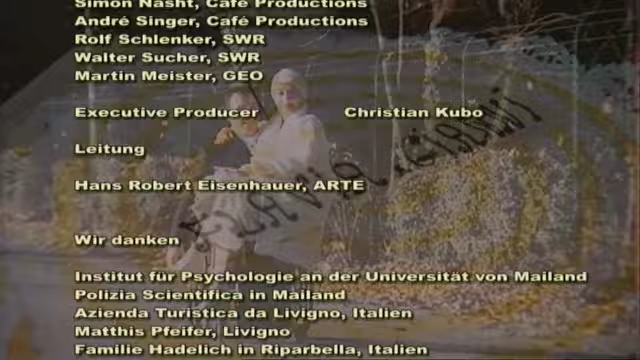 Simon Nasht, Café Productions
André Singer, Café Productions
Rolf Schlenker, SWR
Walter Sucher, SWR
Martin Meister, GEO
Executive Producer Christian Kubo
Leitung
Hans Robert Eisenhauer, ARTE
Wir danken
Institut für Psychologie an der Universität von Mailand
Polizia Scientifica in Mailand
Azienda Turistica da Livigno, Italien
Matthis Pfeifer, Livigno
Familie Hadelich in Riparbella, Italien